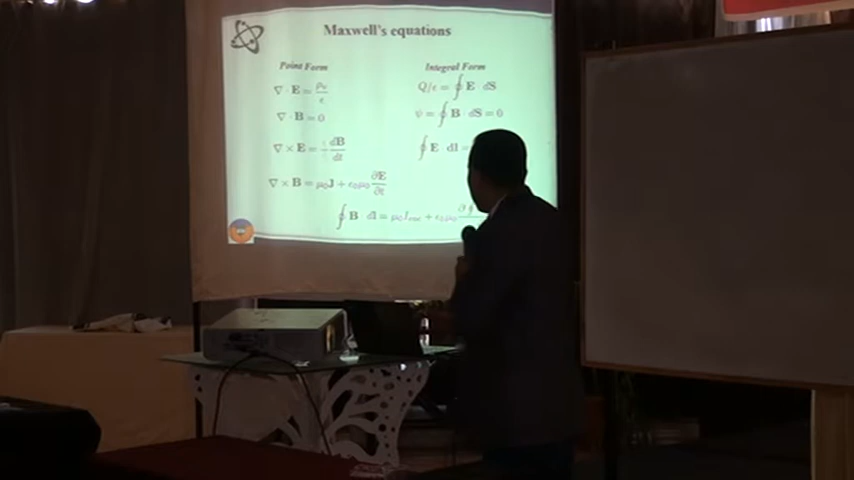 Maxwell's equations
Point Form
Integral Form
∇ · E = ρᵥ/ε
Q/ε = ∮ E · dS
∇ · B = 0
ψ = ∮ B · dS = 0
∇ × E = - dB/dt
∮ E · dl =
∇ × B = μ₀J + ε₀μ₀ ∂E/∂t
∮ B · dl = μ₀Iₑₙc + ε₀μ₀ ∂ ∮